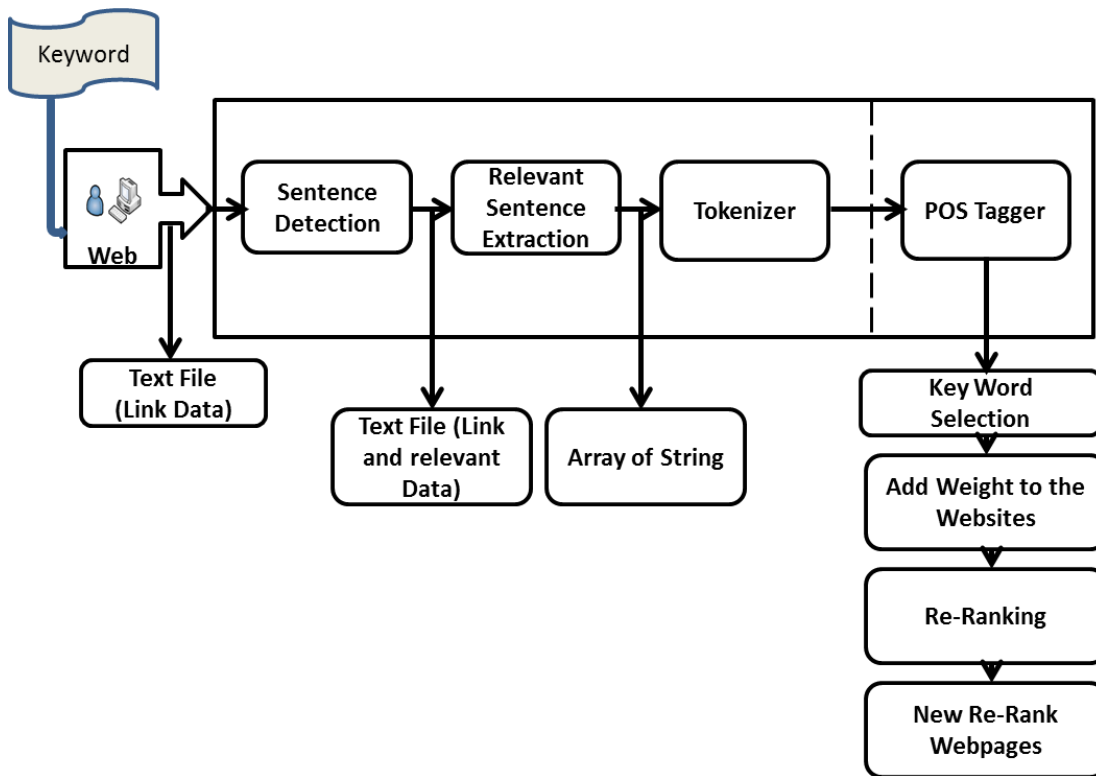 Keyword
Web
Sentence
Detection
Relevant
Sentence
Extraction
Tokenizer
POS Tagger
Text File
(Link Data)
Text File (Link
and relevant
Data)
Array of String
Key Word
Selection
Add Weight to the
Websites
Re-Ranking
New Re-Rank
Webpages